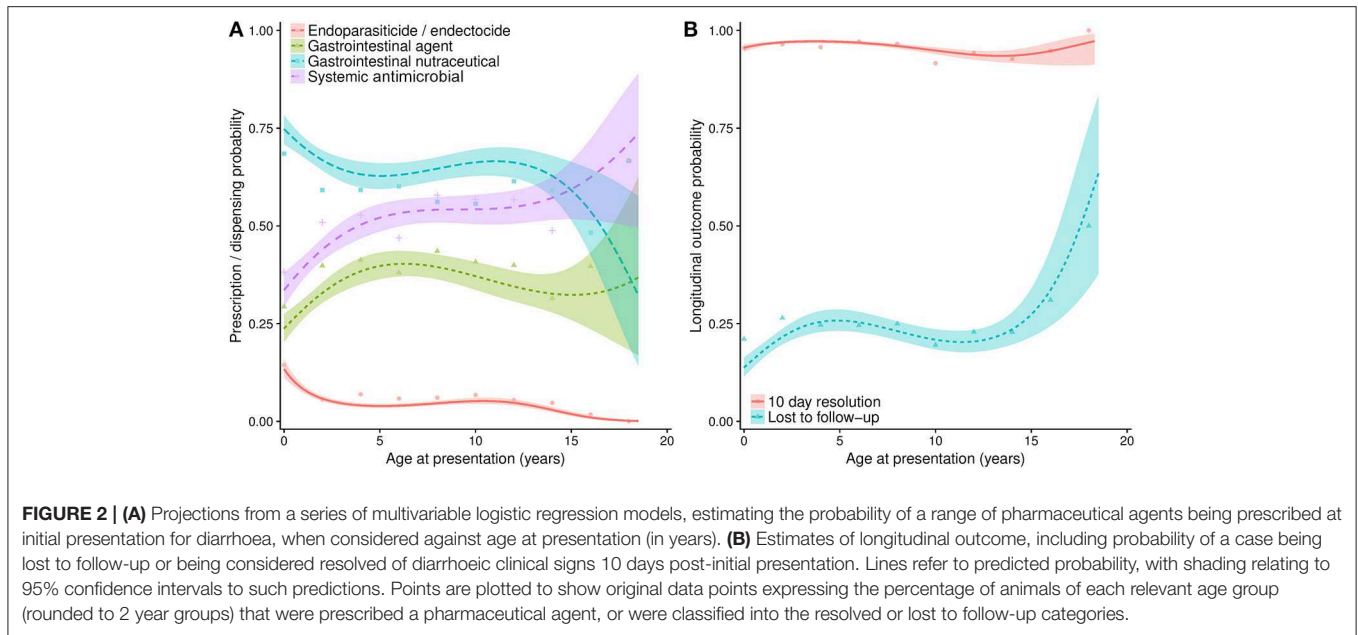 A
Endoparasiticide / endectocide
Gastrointestinal agent
Gastrointestinal nutraceutical
Systemic antimicrobial
1.00
0.75
0.50
0.25
0.00
Prescription / dispensing probability
0
5
10
15
20
Age at presentation (years)
B
1.00
0.75
0.50
0.25
0.00
Longitudinal outcome probability
10 day resolution
Lost to follow-up
0
5
10
15
20
Age at presentation (years)
FIGURE 2 | (A) Projections from a series of multivariable logistic regression models, estimating the probability of a range of pharmaceutical agents being prescribed at
initial presentation for diarrhoea, when considered against age at presentation (in years). (B) Estimates of longitudinal outcome, including probability of a case being
lost to follow-up or being considered resolved of diarrhoeic clinical signs 10 days post-initial presentation. Lines refer to predicted probability, with shading relating to
95% confidence intervals to such predictions. Points are plotted to show original data points expressing the percentage of animals of each relevant age group
(rounded to 2 year groups) that were prescribed a pharmaceutical agent, or were classified into the resolved or lost to follow-up categories.